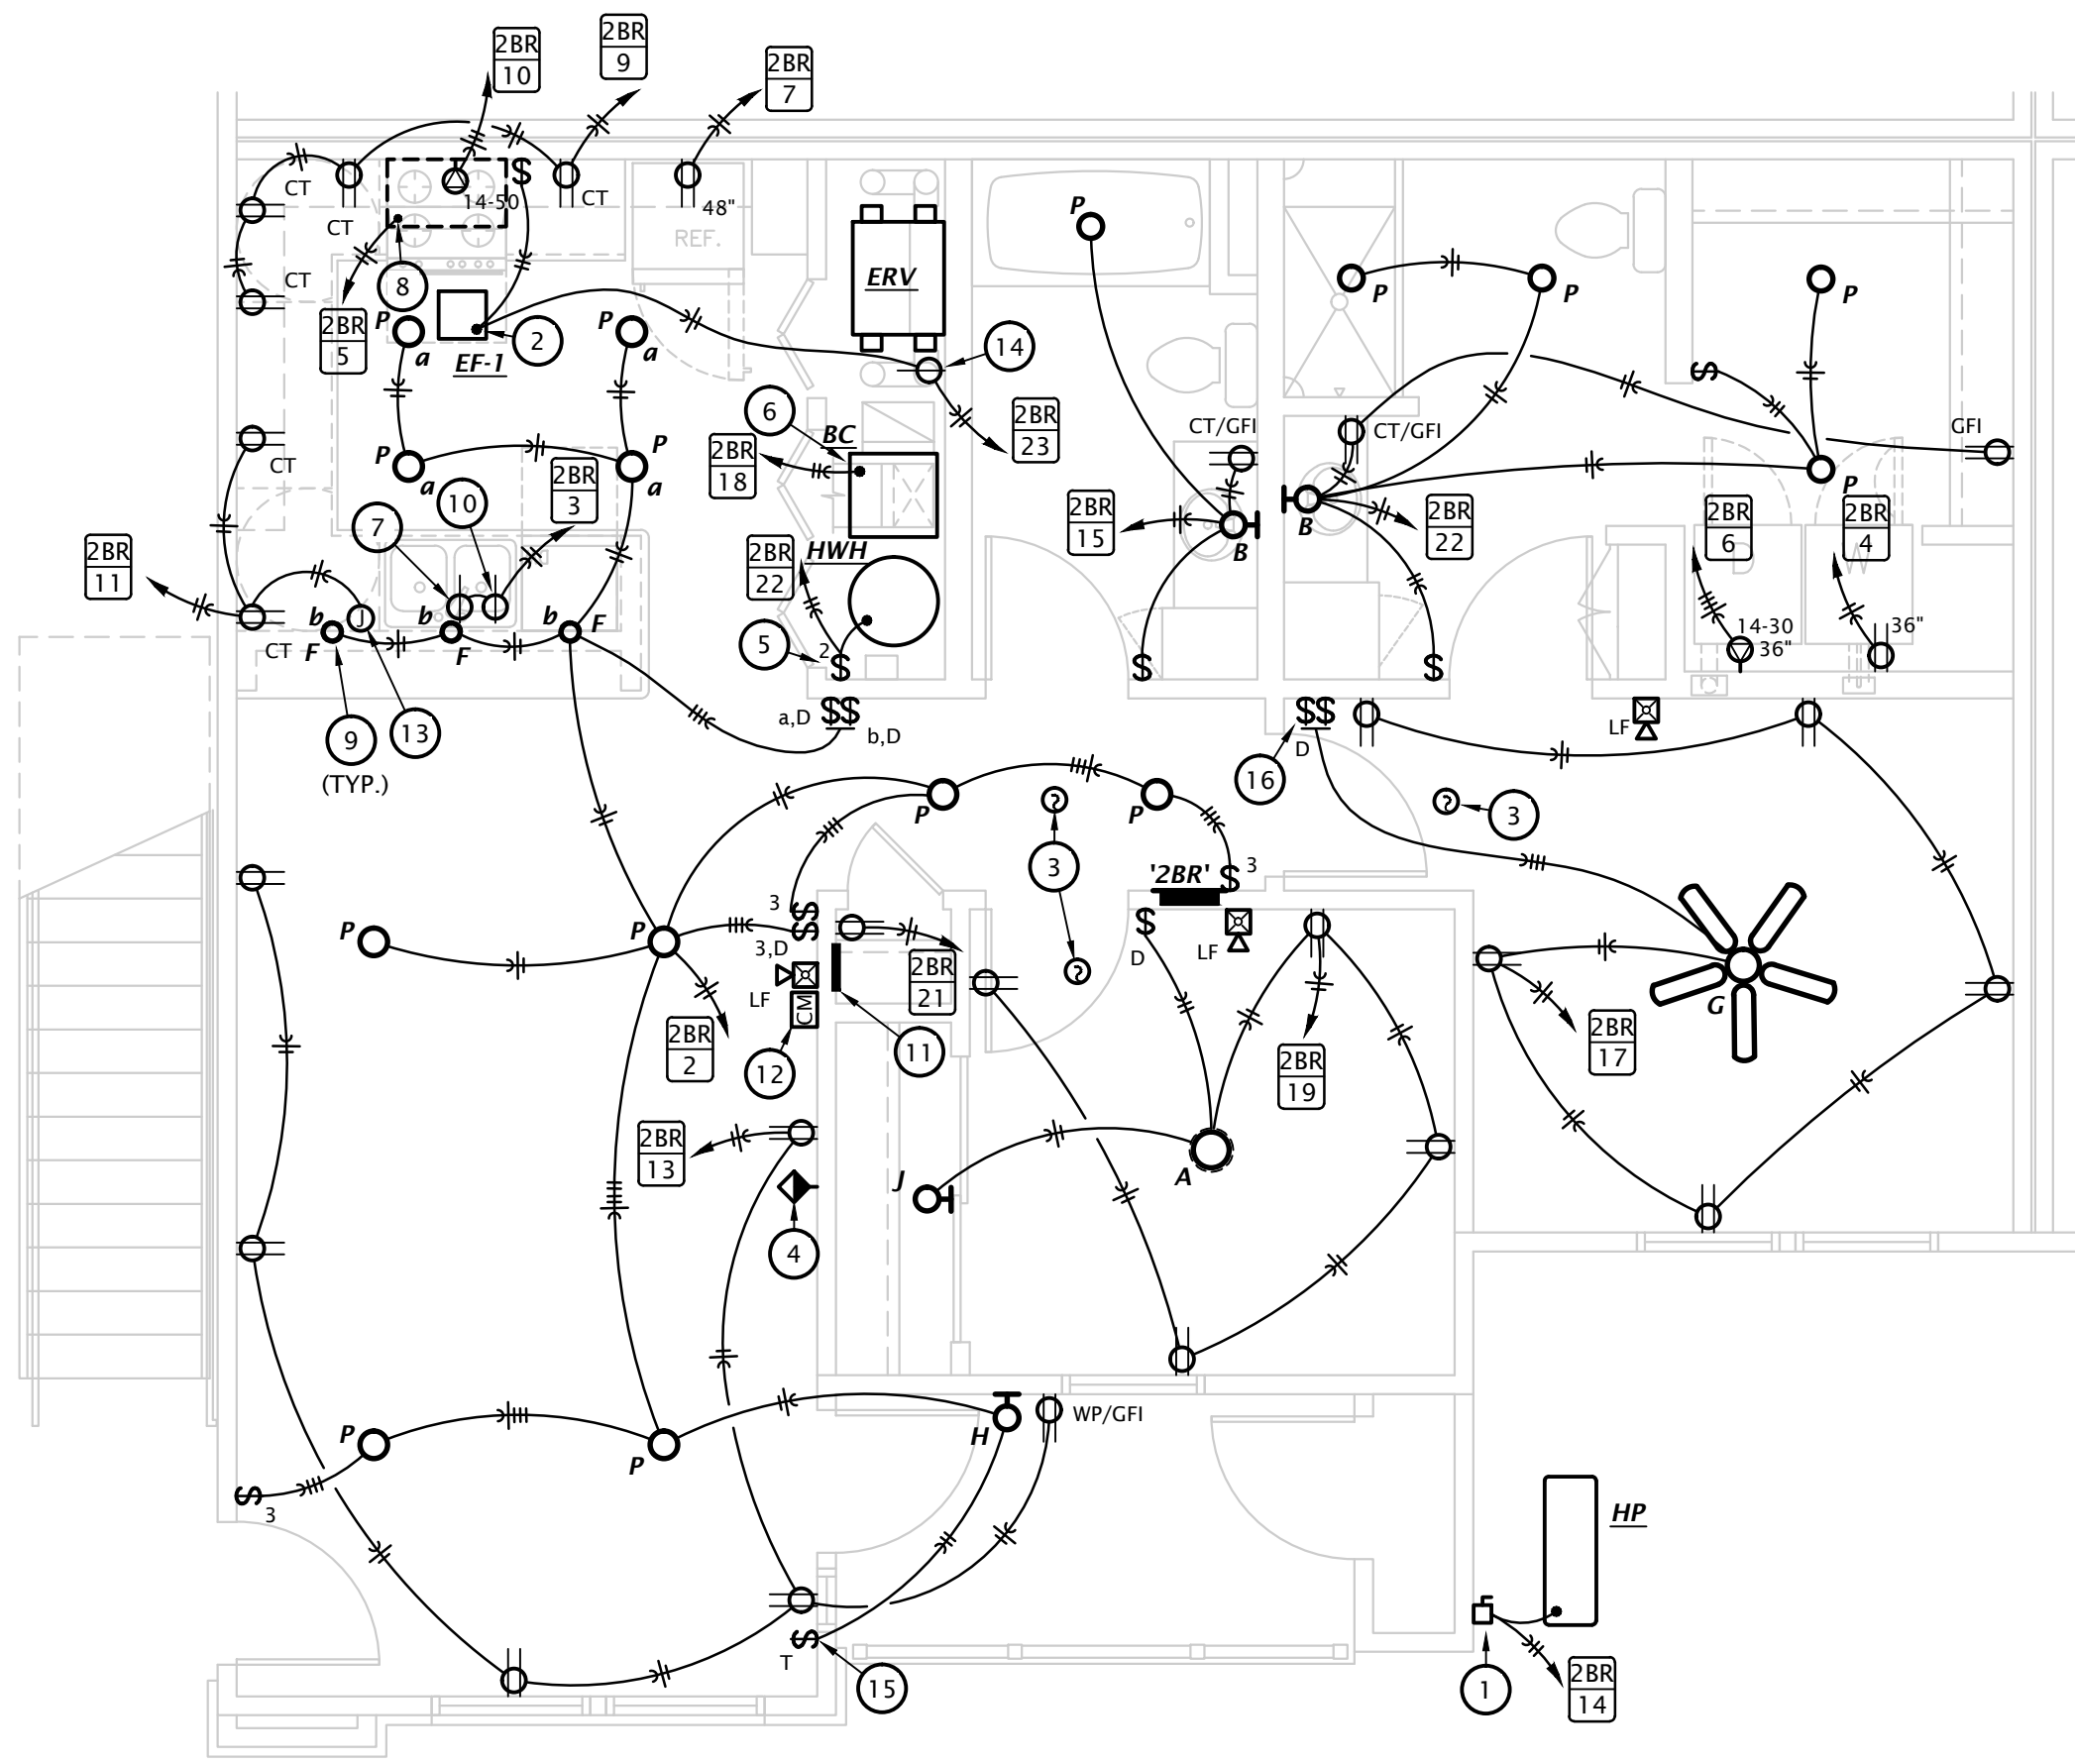 2BR
10
2BR
9
2BR
7
CT
CT
14-50
CT
48"
REF.
P
CT
8
ERV
P
P
P
2BR
5
P
a
EF-1
2
P
a
14
6
BC
2BR
23
CT/GFI
CT/GFI
GFI
2BR
18
CT
P
a
P
a
10
2BR
3
7
2BR
15
B
B
2BR
22
P
2BR
6
2BR
4
D
W
2BR
11
HWH
2BR
22
J
b
F
b
F
b
F
CT
5
2
14-30
36"
36"
a,D
b,D
D
LF
9
(TYP.)
13
16
P
P
3
3
'2BR'
3
3
P
P
3,D
LF
CM
2BR
21
D
LF
2BR
2
12
11
2BR
19
2BR
17
G
2BR
13
J
A
4
P
P
H
WP/GFI
3
HP
T
15
1
2BR
14